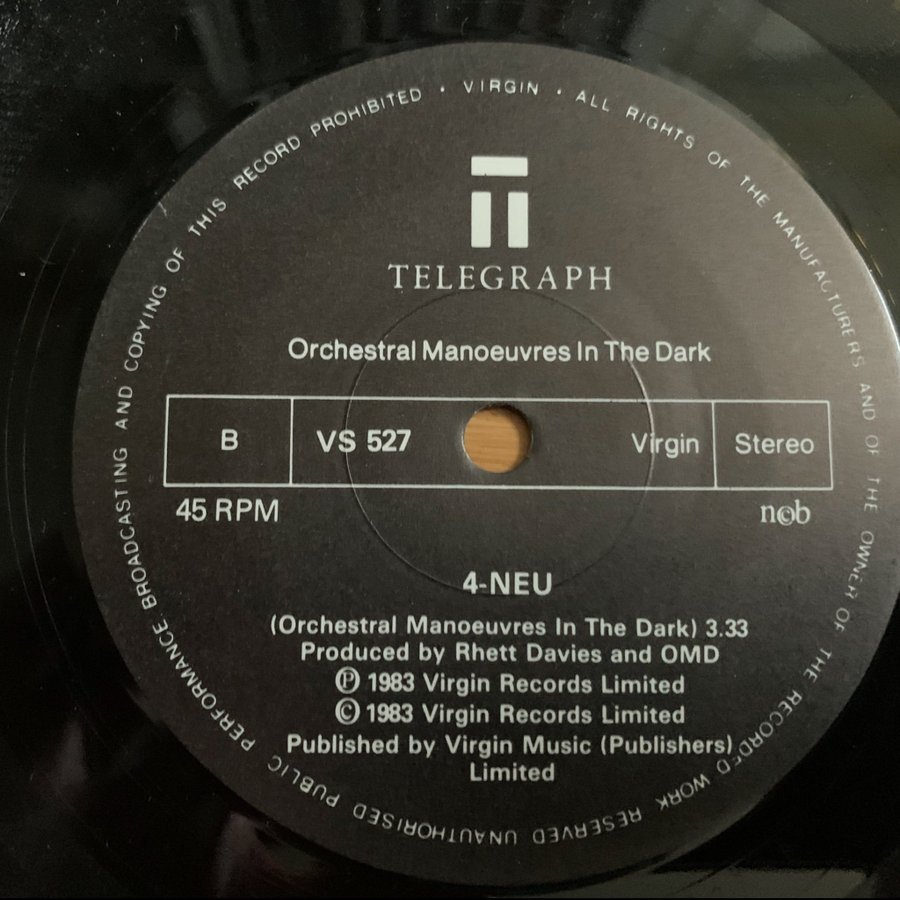 · VIRGIN · ALL RIGHTS OF THE MANUFACTURERS AND OF THE OWNER OF THE RECORDED WORK RESERVED UNAUTHORISED PUBLIC PERFORMANCE BROADCASTING AND COPYING OF THIS RECORD PROHIBITED
TELEGRAPH
Orchestral Manoeuvres In The Dark
B VS 527 Virgin Stereo
45 RPM n©b
4-NEU
(Orchestral Manoeuvres In The Dark) 3.33
Produced by Rhett Davies and OMD
℗ 1983 Virgin Records Limited
© 1983 Virgin Records Limited
Published by Virgin Music (Publishers)
Limited